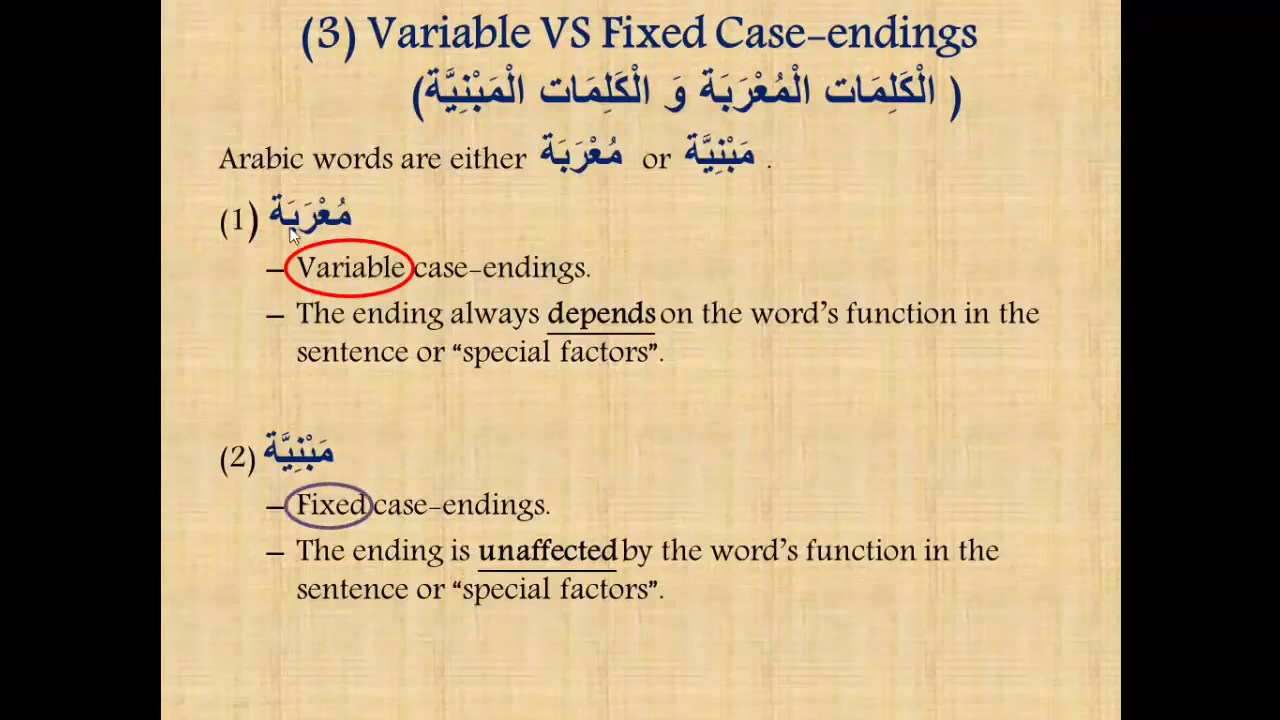 (3) Variable VS Fixed Case-endings
( الْكَلِمَات الْمُعْرَبَة وَ الْكَلِمَات الْمَبْنِيَّة)
Arabic words are either مُعْرَبَة or مَبْنِيَّة .
(1) مُعْرَبَة
– Variable case-endings.
– The ending always depends on the word’s function in the
sentence or “special factors”.
(2) مَبْنِيَّة
– Fixed case-endings.
– The ending is unaffected by the word’s function in the
sentence or “special factors”.